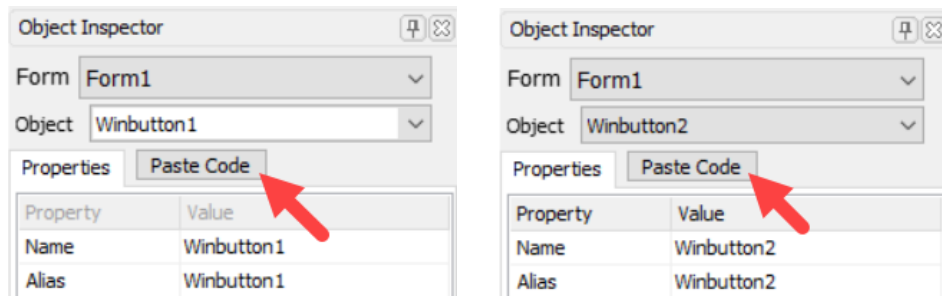 Object Inspector
Form Form1
Object Winbutton1
Properties Paste Code
Property Value
Name Winbutton1
Alias Winbutton1
Object Inspector
Form Form1
Object Winbutton2
Properties Paste Code
Property Value
Name Winbutton2
Alias Winbutton2